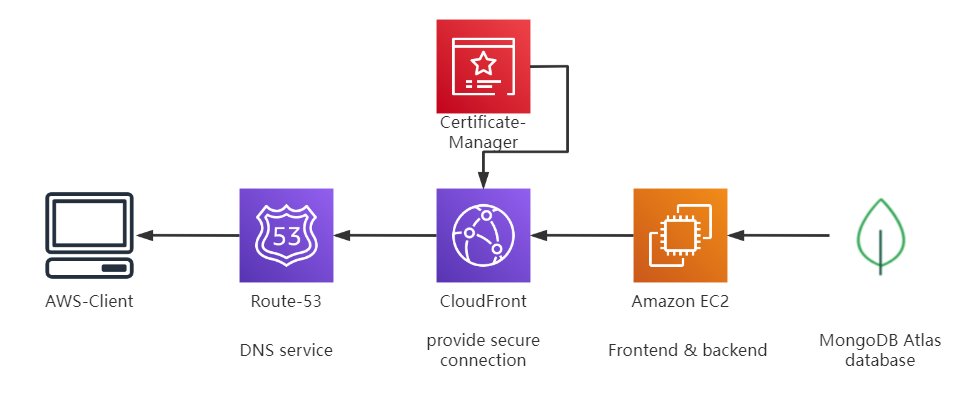 Certificate-
Manager
53
AWS-Client
Route-53
CloudFront
Amazon EC2
DNS service
provide secure
connection
Frontend & backend
MongoDB Atlas
database